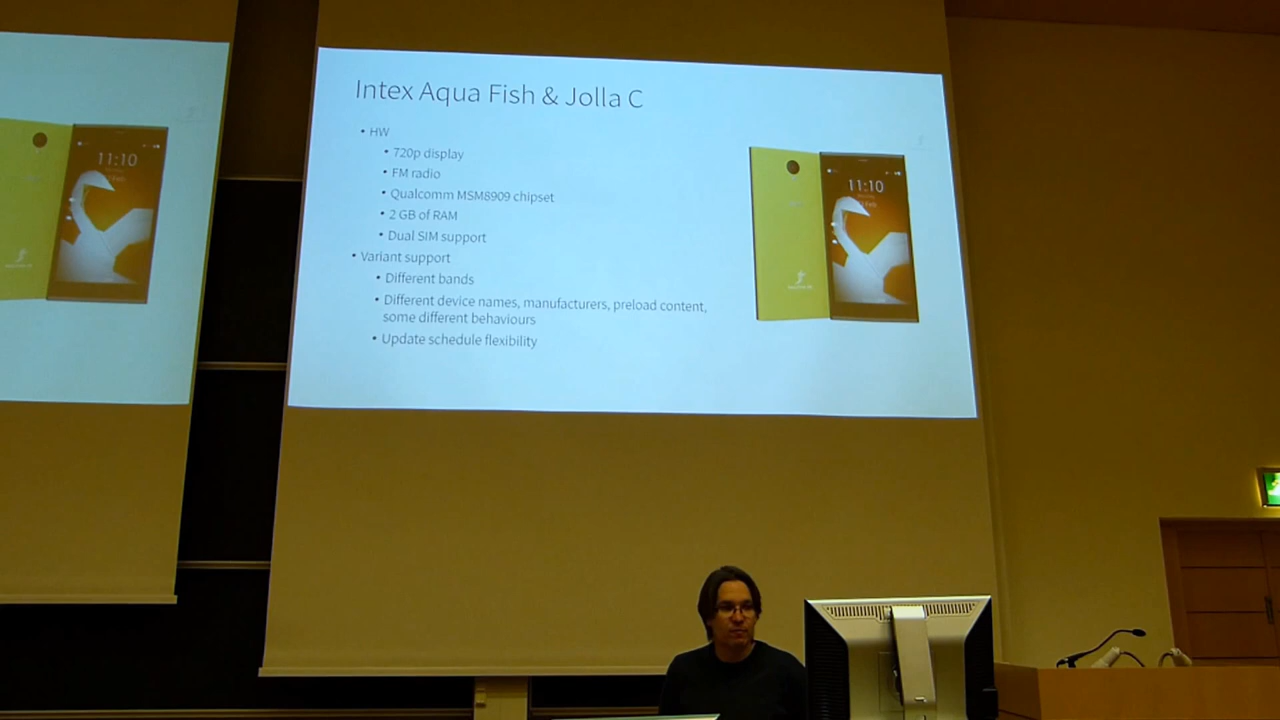 Intex Aqua Fish & Jolla C
• HW
• 720p display
• FM radio
• Qualcomm MSM8909 chipset
• 2 GB of RAM
• Dual SIM support
• Variant support
• Different bands
• Different device names, manufacturers, preload content,
some different behaviours
• Update schedule flexibility
11:10
11:10